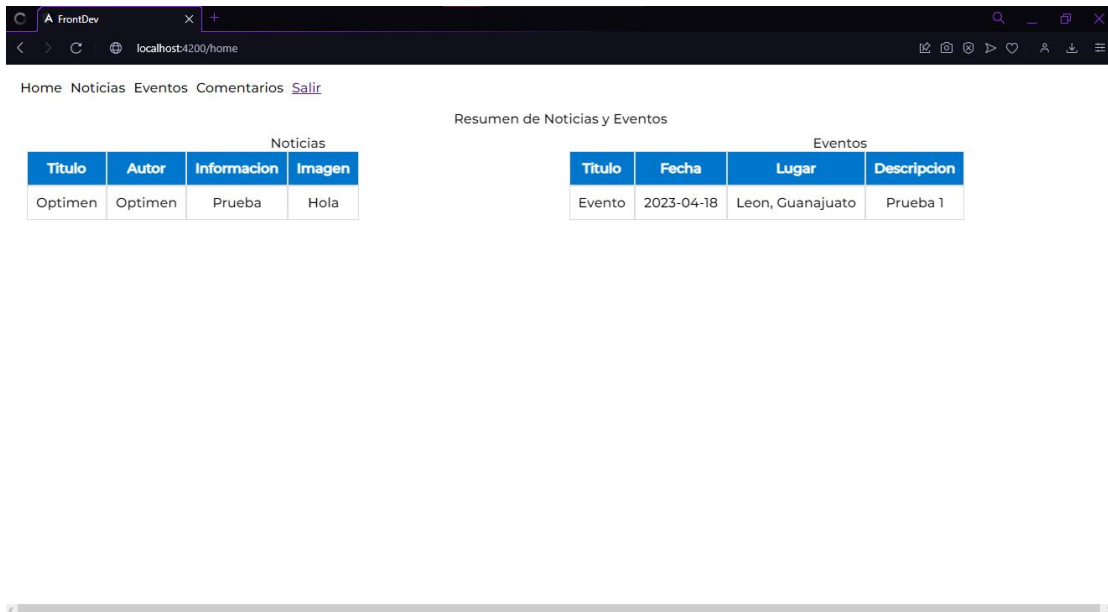 FrontDev
localhost:4200/home
Home Noticias Eventos Comentarios Salir
Resumen de Noticias y Eventos
Noticias
Titulo Autor Informacion Imagen
Optimen Optimen Prueba Hola
Eventos
Titulo Fecha Lugar Descripcion
Evento 2023-04-18 Leon, Guanajuato Prueba 1